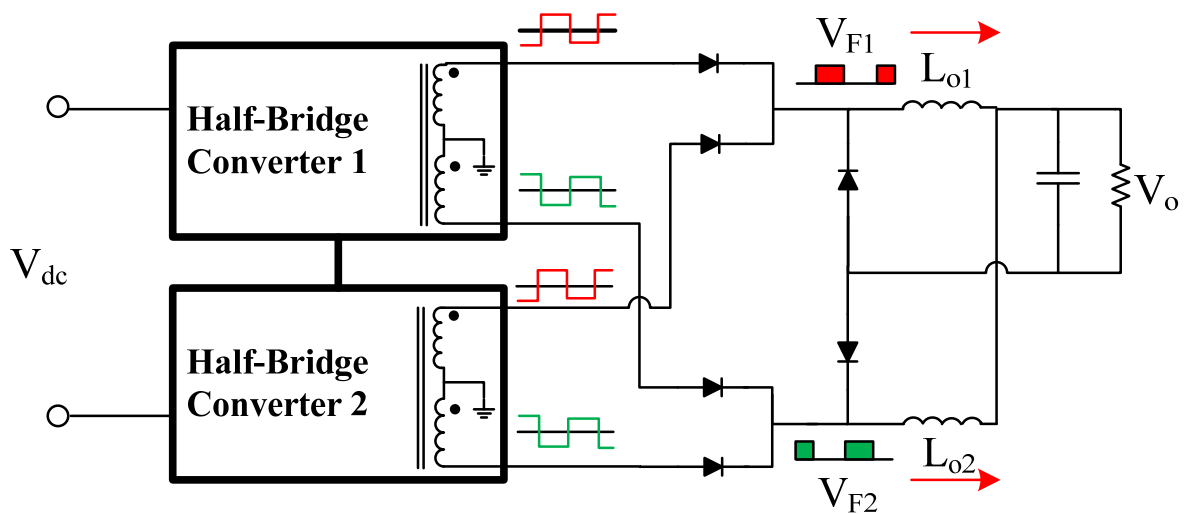 V_F1
L_o1
Half-Bridge
Converter 1
V_o
V_dc
Half-Bridge
Converter 2
L_o2
V_F2